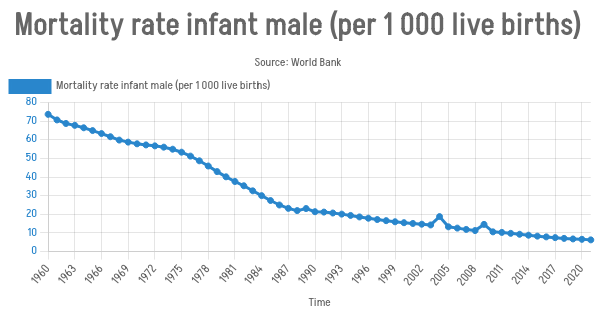 Mortality rate infant male (per 1 000 live births)
Source: World Bank
Mortality rate infant male (per 1 000 live births)
80
70
60
50
40
30
20
10
0
1960 1963 1966 1969 1972 1975 1978 1981 1984 1987 1990 1993 1996 1999 2002 2005 2008 2011 2014 2017 2020
Time